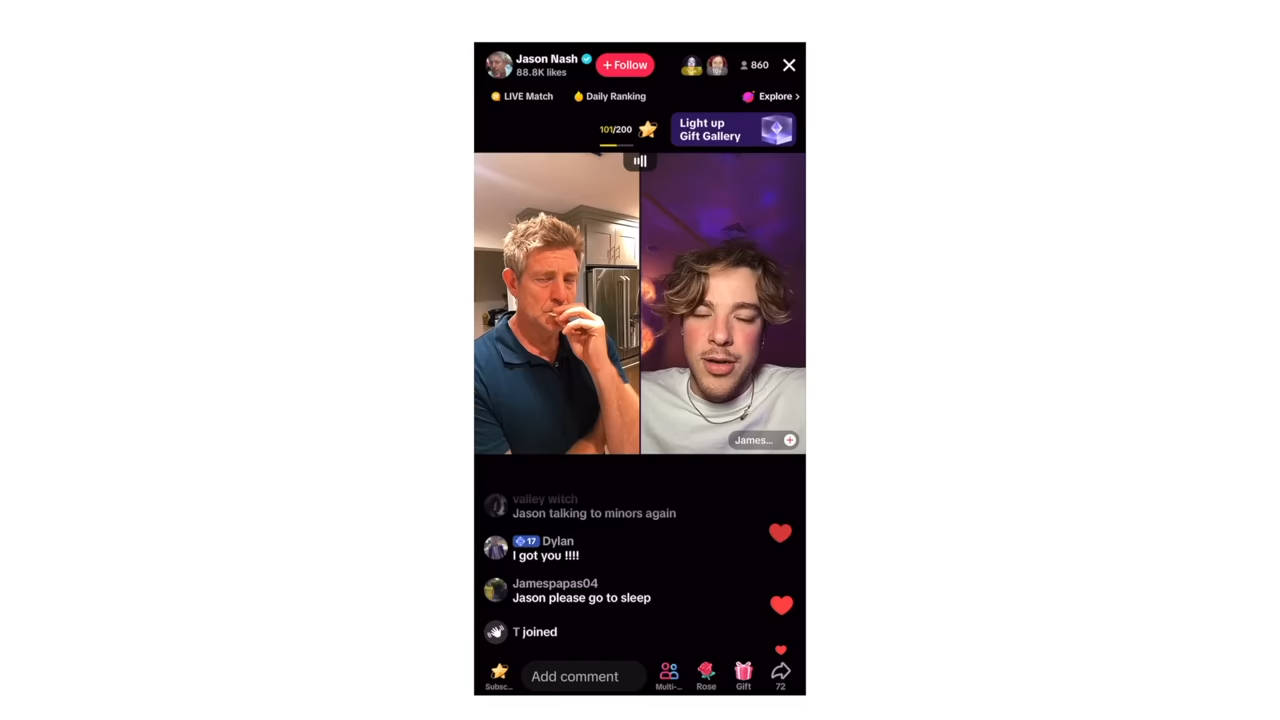 Jason Nash
88.8K likes
+ Follow
860
LIVE Match
Daily Ranking
Explore >
101/200
Light up
Gift Gallery
James...
valley witch
Jason talking to minors again
17 Dylan
I got you !!!!
Jamespapas04
Jason please go to sleep
T joined
Subsc...
Add comment
Multi-...
Rose
Gift
72